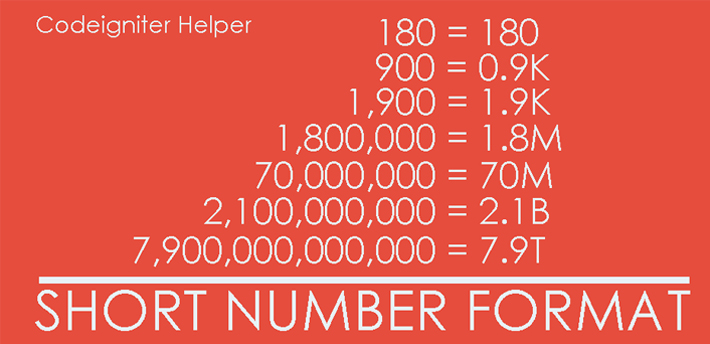 Codeigniter Helper
180 = 180
900 = 0.9K
1,900 = 1.9K
1,800,000 = 1.8M
70,000,000 = 70M
2,100,000,000 = 2.1B
7,900,000,000,000 = 7.9T
SHORT NUMBER FORMAT